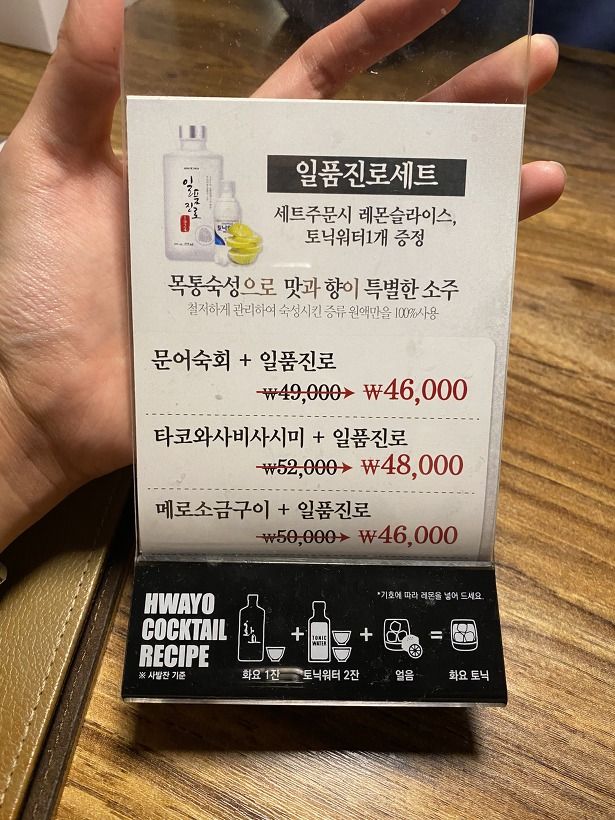 일품진로세트
세트주문시 레몬슬라이스,
토닉워터1개 증정
일품
진로
목통숙성으로 맛과 향이 특별한 소주
철저하게 관리하여 숙성시킨 증류 원액만을 100%사용
문어숙회 + 일품진로
₩49,000 → ₩46,000
타코와사비사시미 + 일품진로
₩52,000 → ₩48,000
메로소금구이 + 일품진로
₩50,000 → ₩46,000
*기호에 따라 레몬을 넣어 드세요.
HWAYO
COCKTAIL
RECIPE
※ 사발잔 기준
火堯
TONIC
WATER
+ + =
화요 1잔 토닉워터 2잔 얼음 화요 토닉